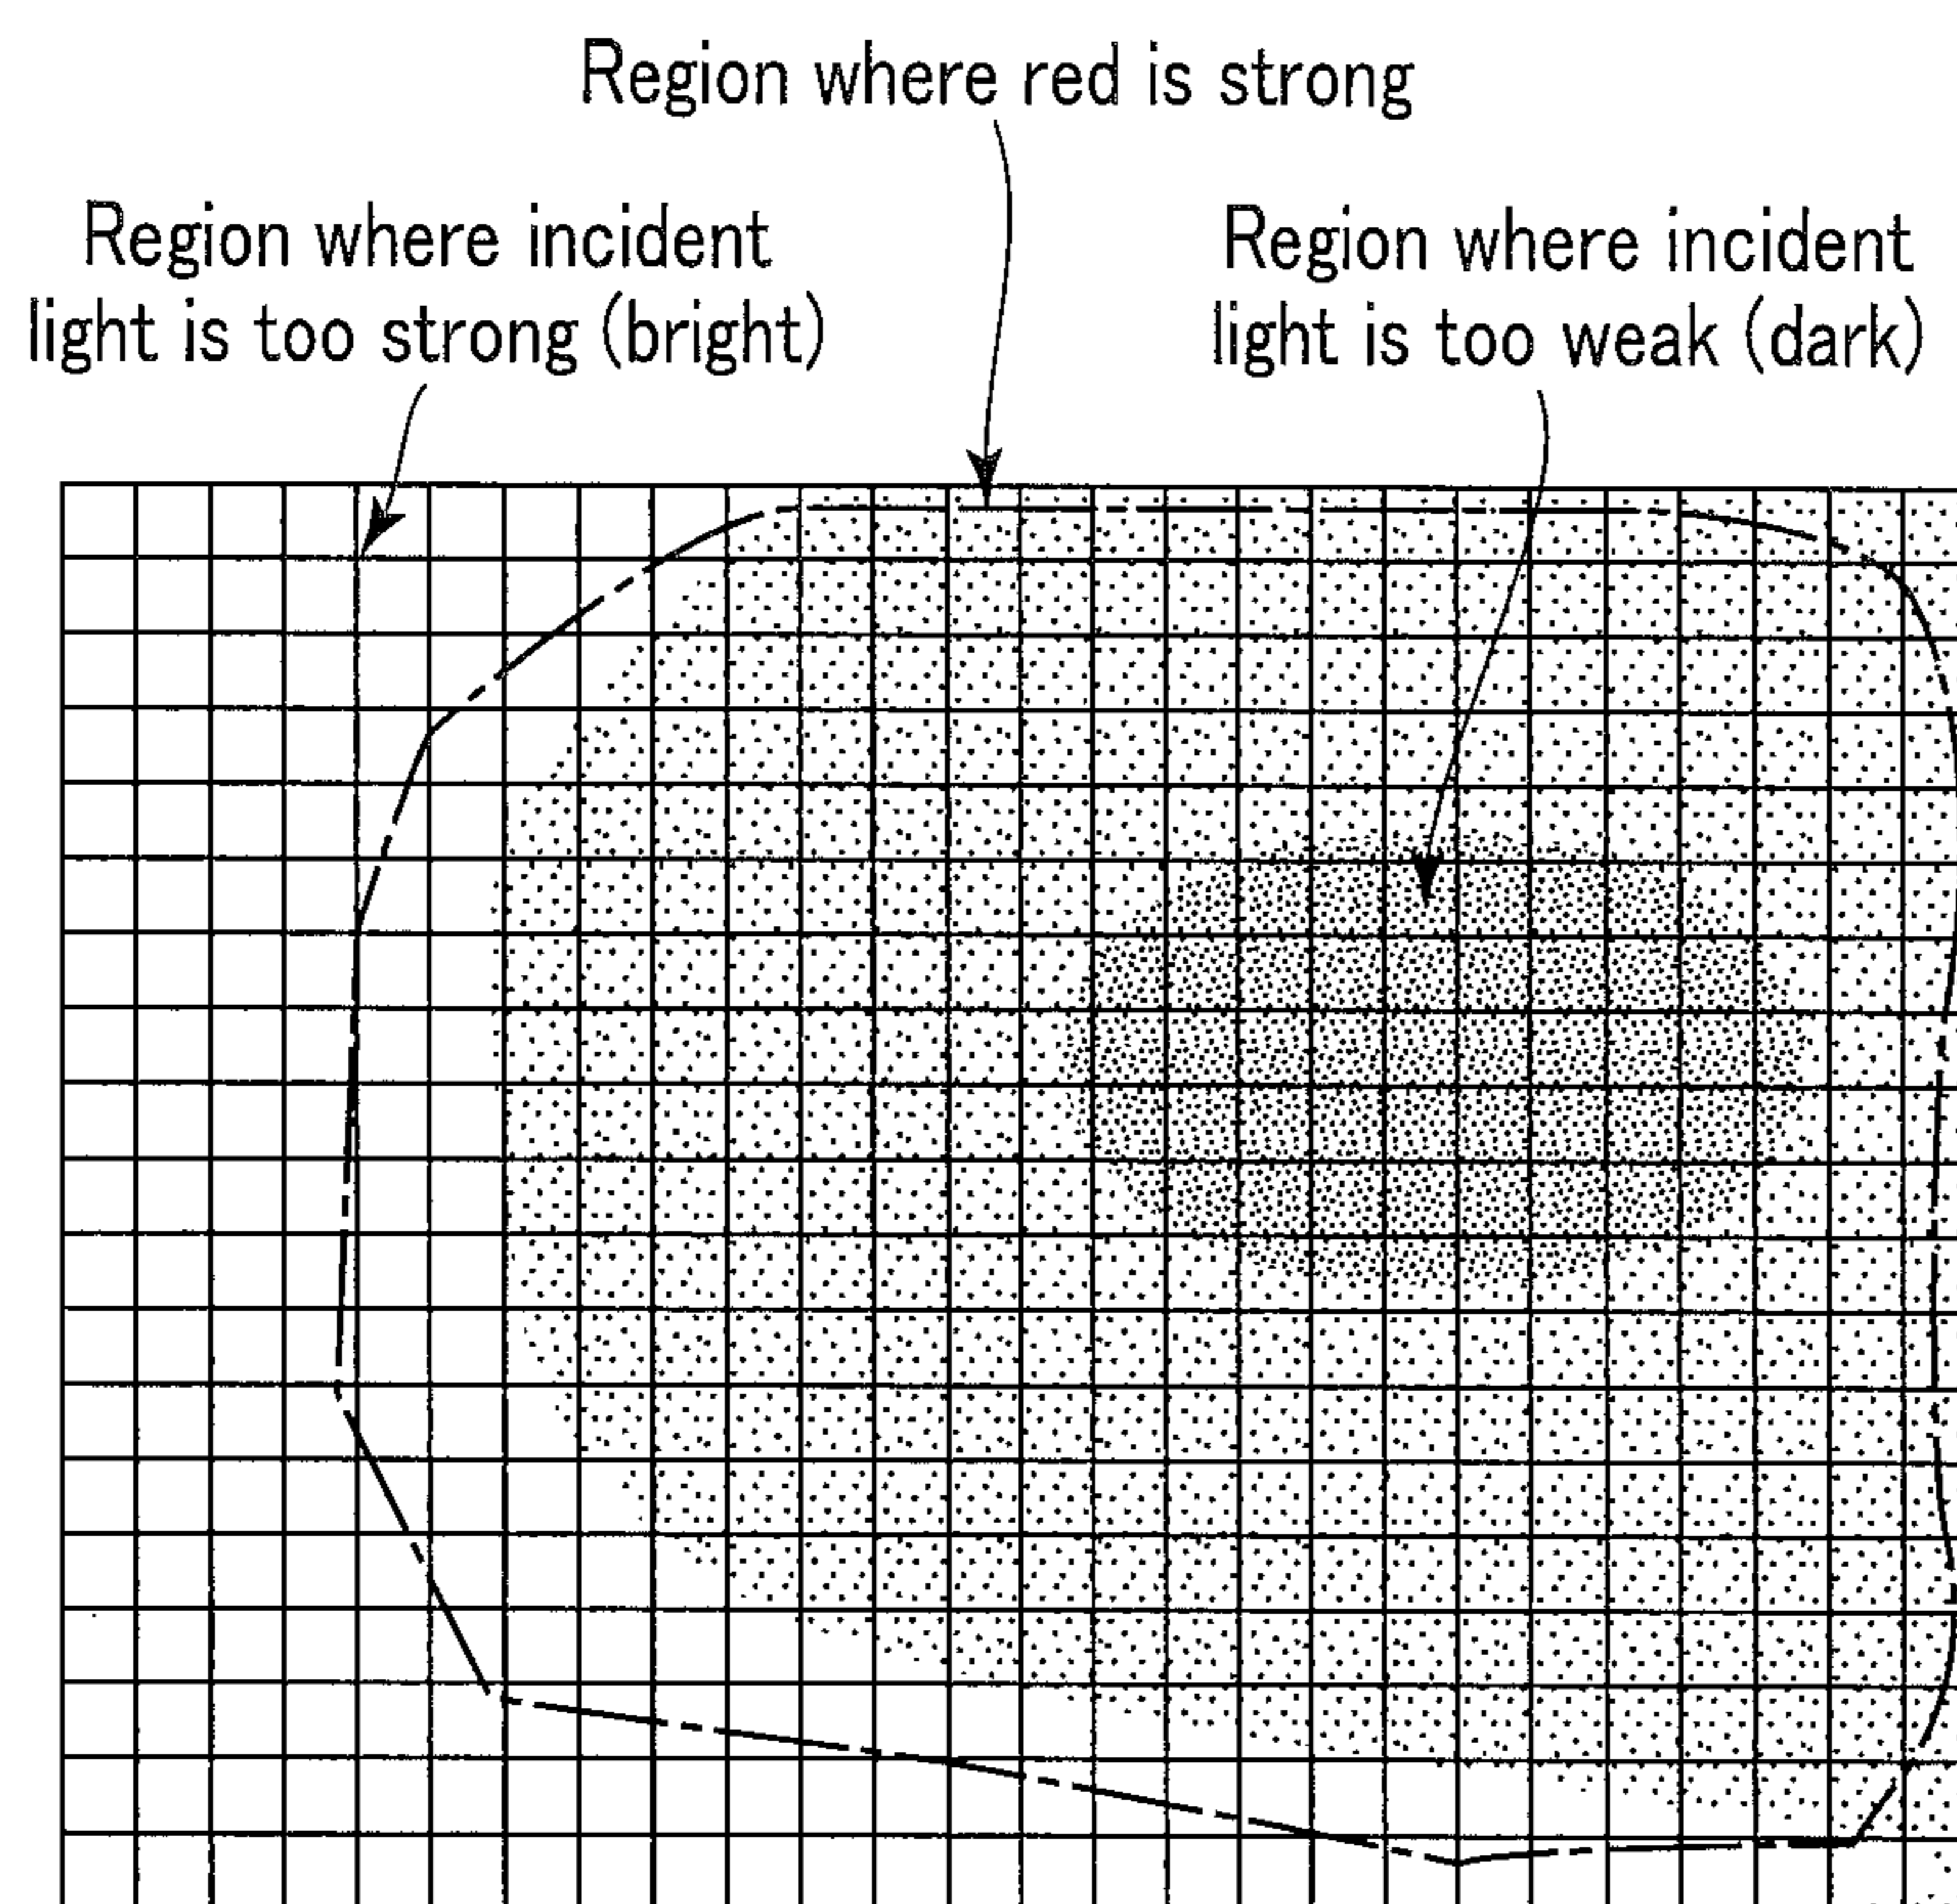 Region where red is strong
Region where incident
light is too strong (bright)
Region where incident
light is too weak (dark)